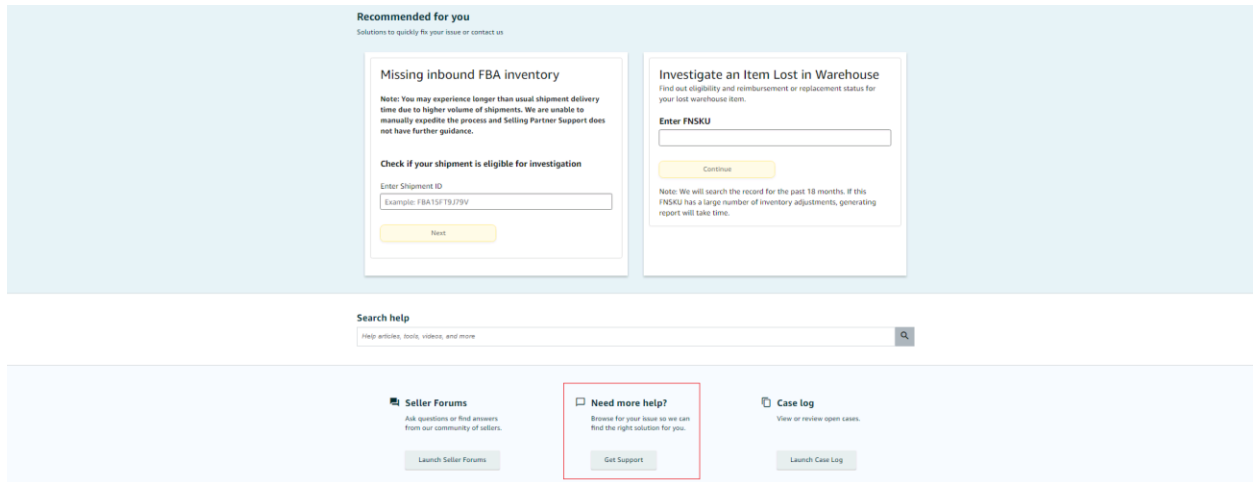 Recommended for you
Solutions to quickly fix your issue or contact us
Missing inbound FBA inventory
Note: You may experience longer than usual shipment delivery
time due to higher volume of shipments. We are unable to
manually expedite the process and Selling Partner Support does
not have further guidance.
Check if your shipment is eligible for investigation
Enter Shipment ID
Example: FBA15FT9J79V
Next
Investigate an Item Lost in Warehouse
Find out eligibility and reimbursement or replacement status for
your lost warehouse item.
Enter FNSKU
Continue
Note: We will search the record for the past 18 months. If this
FNSKU has a large number of inventory adjustments, generating
report will take time.
Search help
Help articles, tools, videos, and more
Seller Forums
Ask questions or find answers
from our community of sellers.
Launch Seller Forums
Need more help?
Browse for your issue so we can
find the right solution for you.
Get Support
Case log
View or review open cases.
Launch Case Log